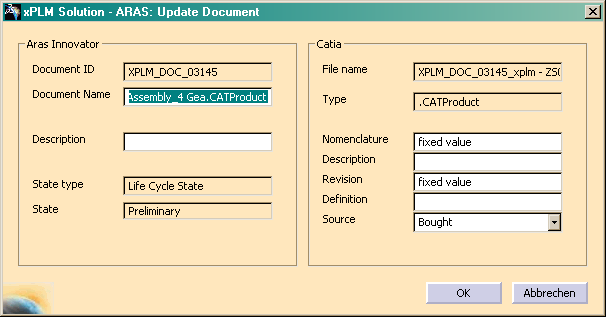 xPLM Solution - ARAS: Update Document
Aras Innovator
Document ID XPLM_DOC_03145
Document Name Assembly_4 Gea.CATProduct
Description
State type Life Cycle State
State Preliminary
Catia
File name XPLM_DOC_03145_xplm -
Type .CATProduct
Nomenclature fixed value
Description
Revision fixed value
Definition
Source Bought
OK Abbrechen